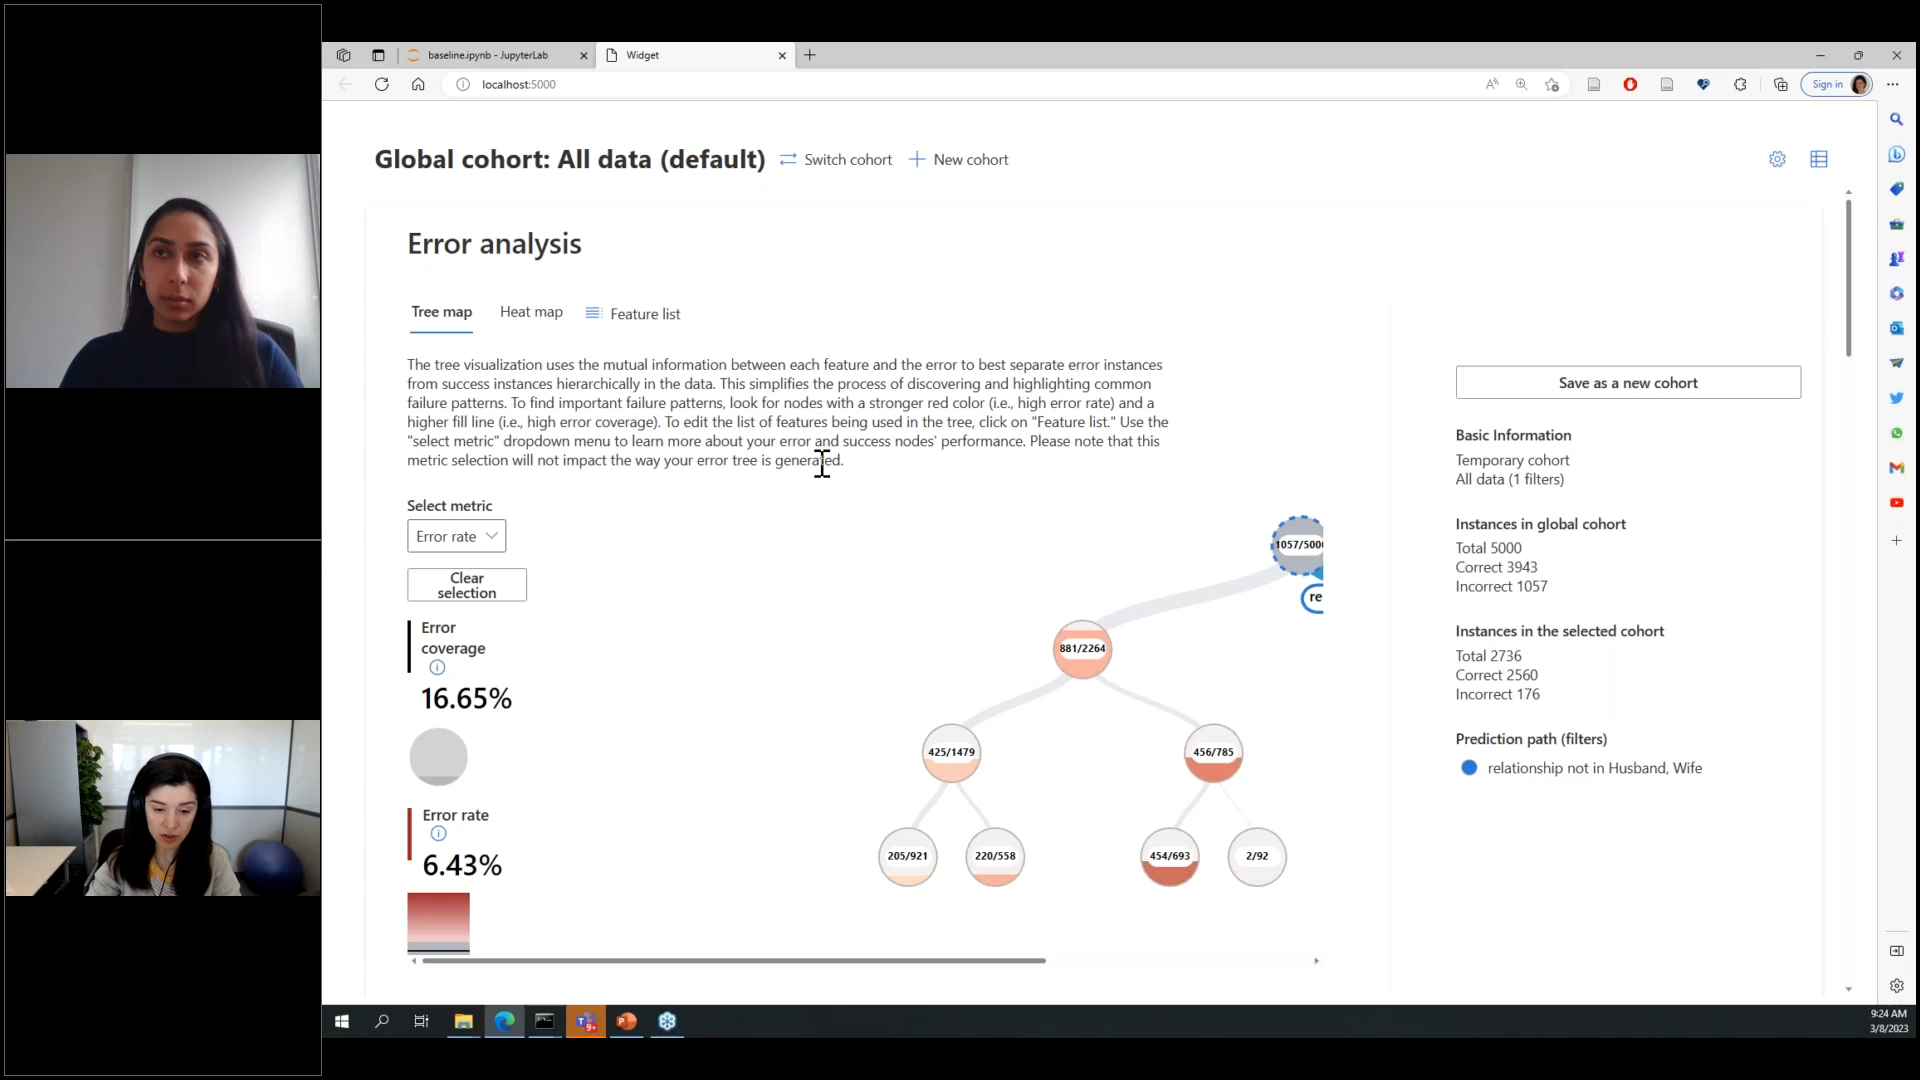 baseline.ipynb - JupyterLab
Widget
localhost:5000
Sign in
Global cohort: All data (default)
Switch cohort
New cohort
Error analysis
Tree map
Heat map
Feature list
The tree visualization uses the mutual information between each feature and the error to best separate error instances
from success instances hierarchically in the data. This simplifies the process of discovering and highlighting common
failure patterns. To find important failure patterns, look for nodes with a stronger red color (i.e., high error rate) and a
higher fill line (i.e., high error coverage). To edit the list of features being used in the tree, click on "Feature list." Use the
"select metric" dropdown menu to learn more about your error and success nodes' performance. Please note that this
metric selection will not impact the way your error tree is generated.
Select metric
Error rate
Clear
selection
Error
coverage
16.65%
Error rate
6.43%
1057/5000
re
881/2264
425/1479
456/785
205/921
220/558
454/693
2/92
Save as a new cohort
Basic Information
Temporary cohort
All data (1 filters)
Instances in global cohort
Total 5000
Correct 3943
Incorrect 1057
Instances in the selected cohort
Total 2736
Correct 2560
Incorrect 176
Prediction path (filters)
relationship not in Husband, Wife
9+
9:24 AM
3/8/2023